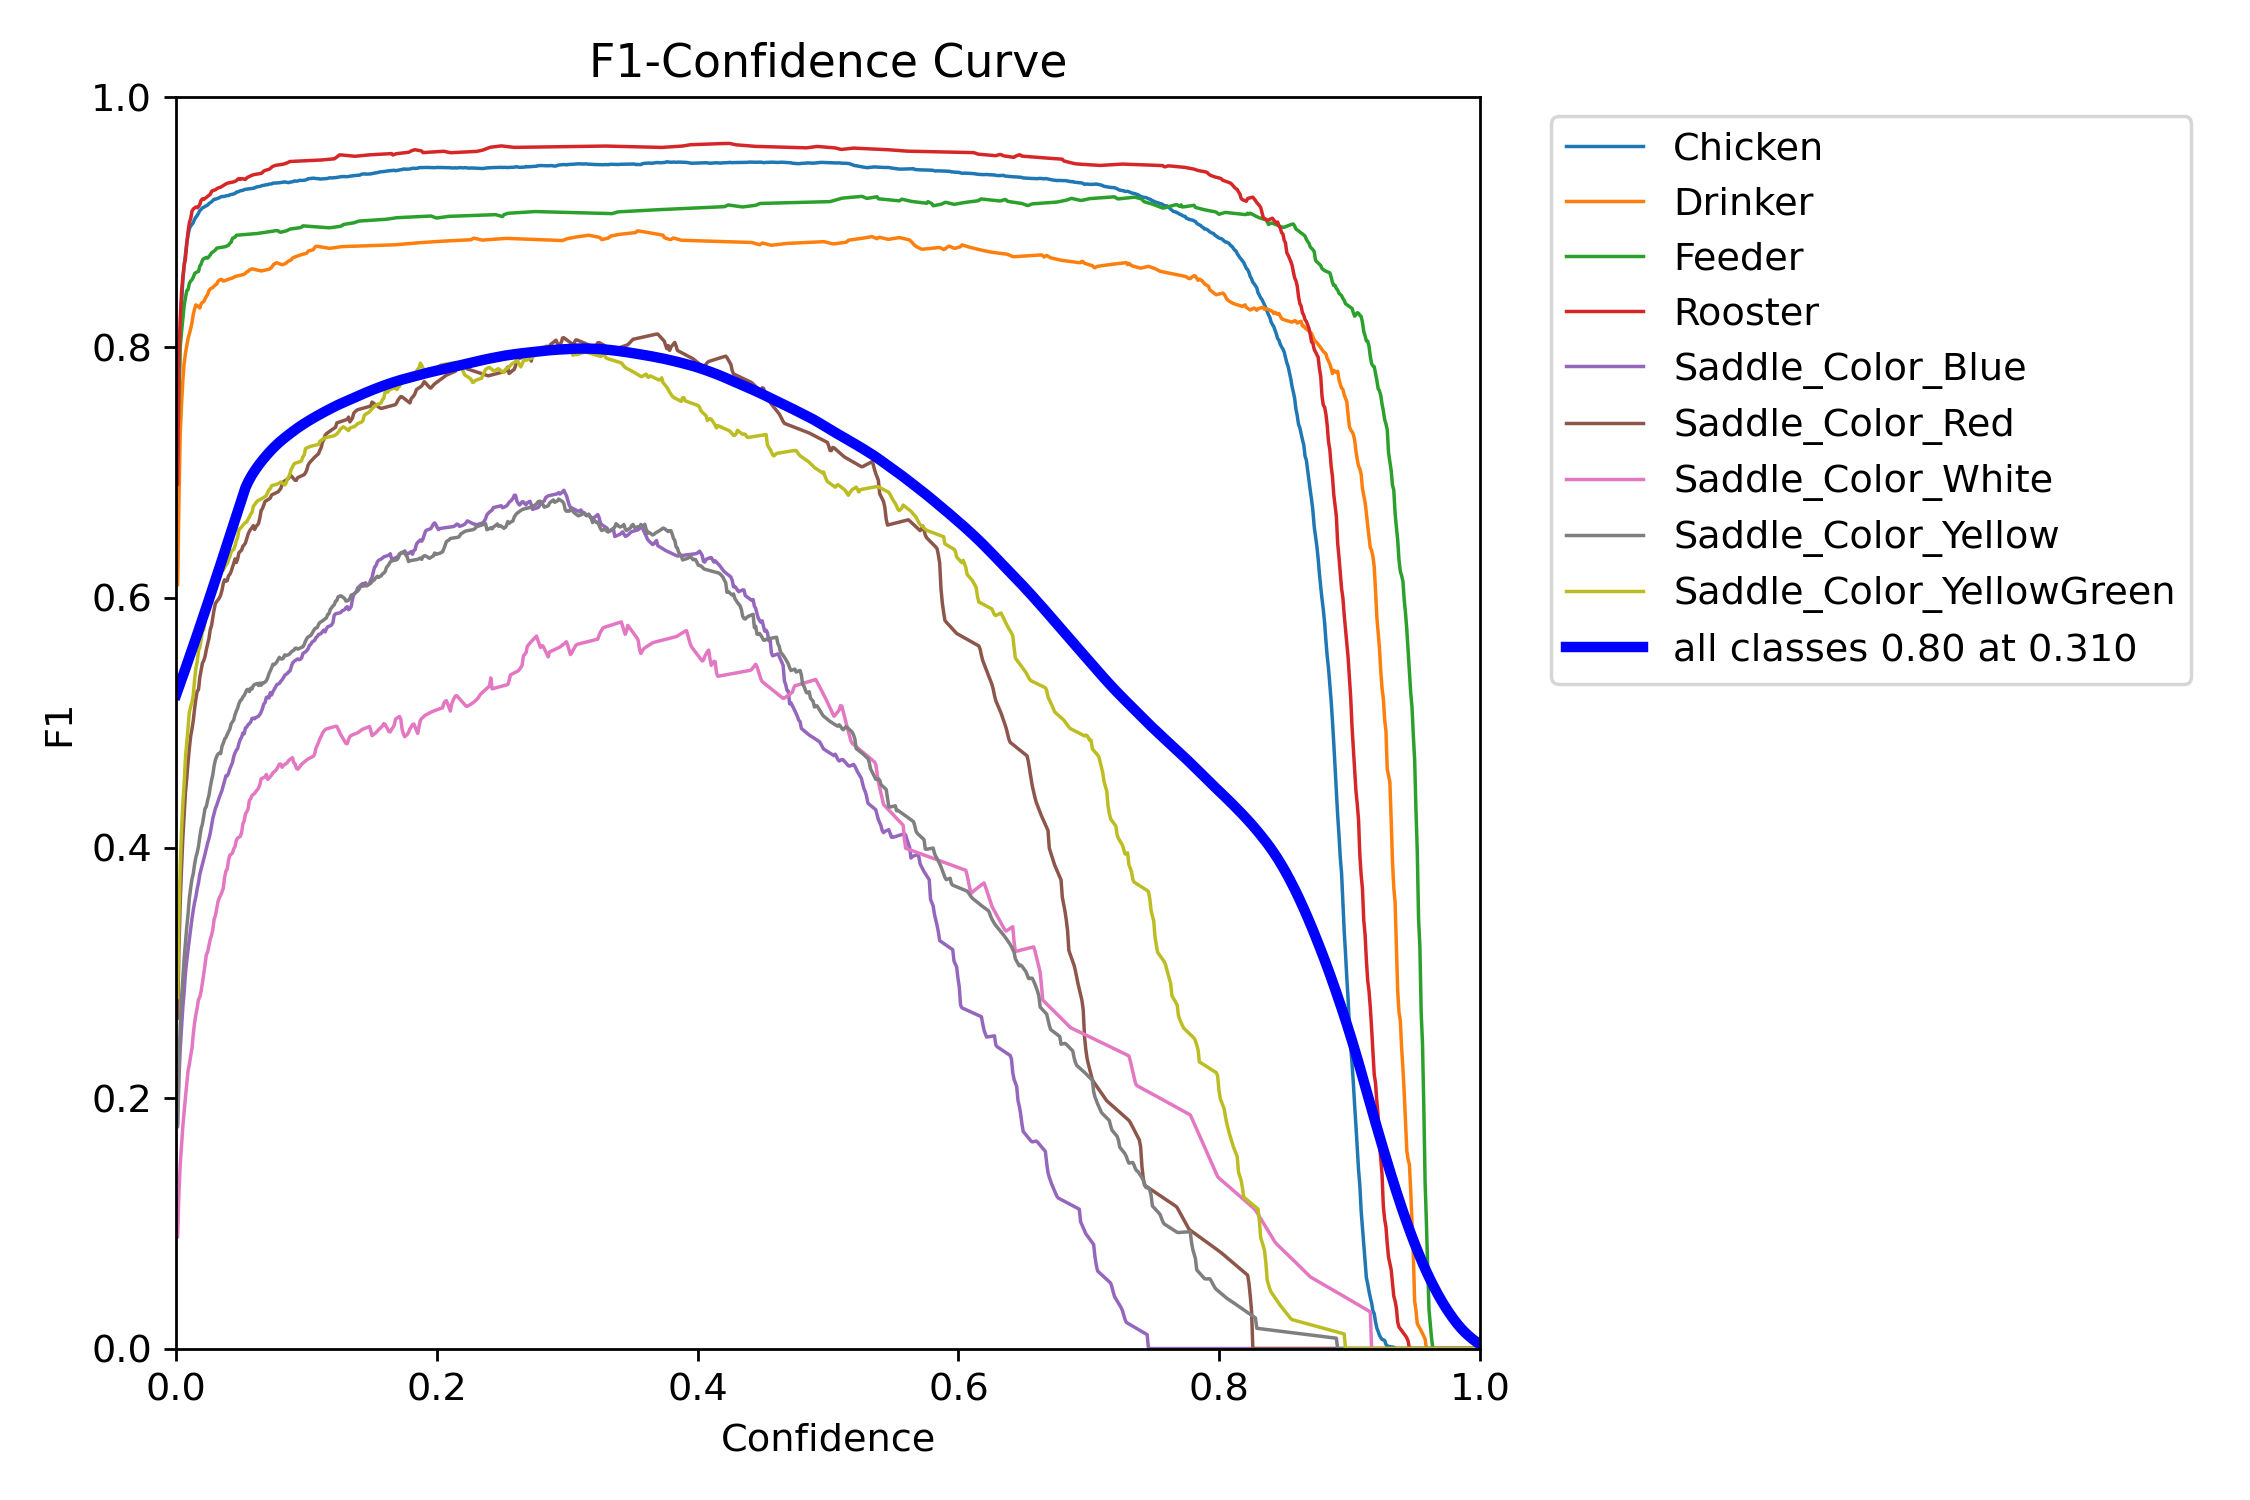 F1-Confidence Curve
1.0
0.8
0.6
0.4
0.2
0.0
F1
0.0 0.2 0.4 0.6 0.8 1.0
Confidence
Chicken
Drinker
Feeder
Rooster
Saddle_Color_Blue
Saddle_Color_Red
Saddle_Color_White
Saddle_Color_Yellow
Saddle_Color_YellowGreen
all classes 0.80 at 0.310